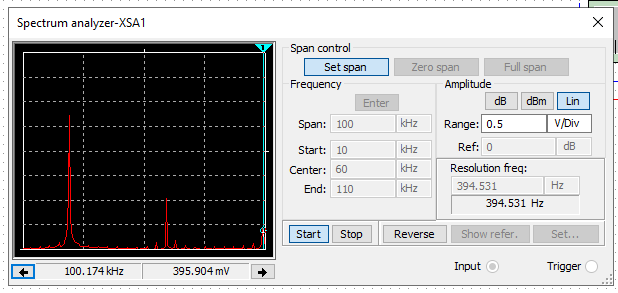 Spectrum analyzer-XSA1
Span control
Set span Zero span Full span
Frequency
Enter
Span: 100 kHz
Start: 10 kHz
Center: 60 kHz
End: 110 kHz
Amplitude
dB dBm Lin
Range: 0.5 V/Div
Ref: 0 dB
Resolution freq:
394.531 Hz
394.531 Hz
Start Stop Reverse Show refer. Set...
100.174 kHz 395.904 mV
Input Trigger